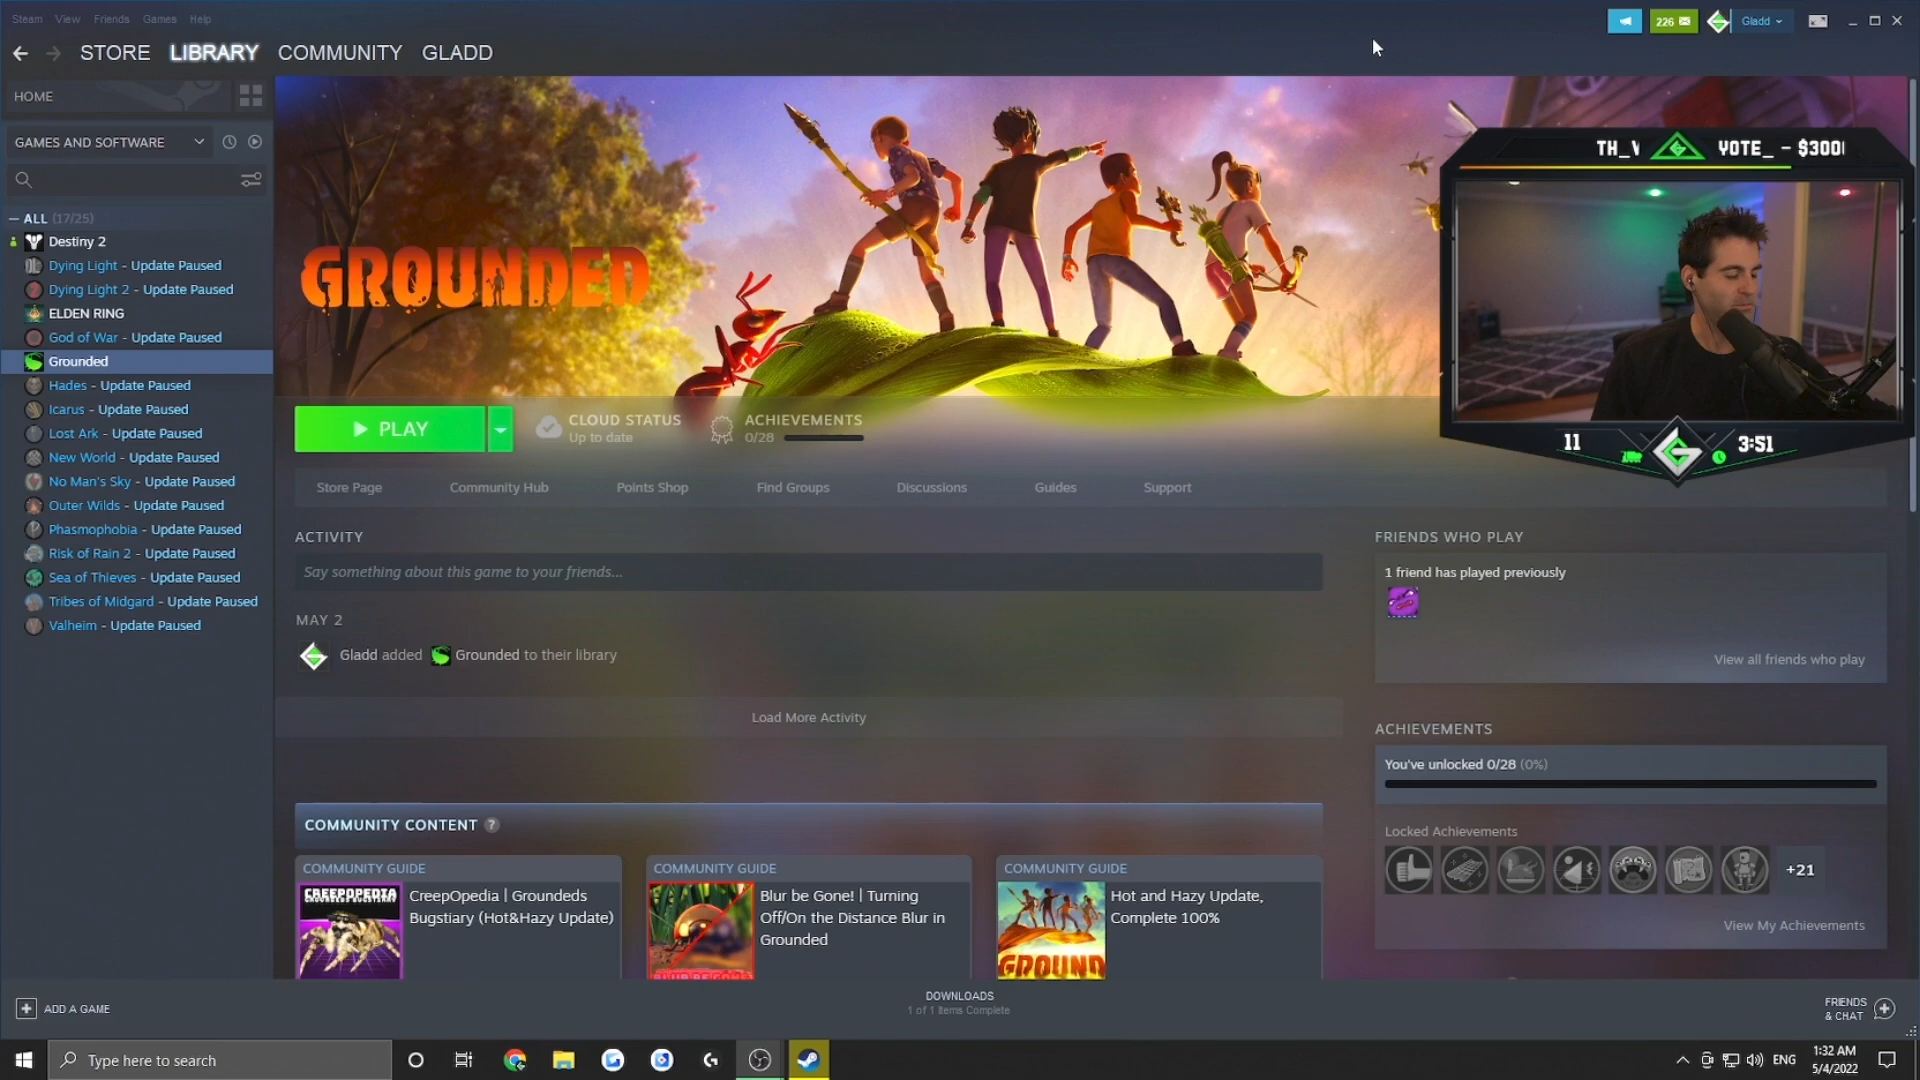 Steam View Friends Games Help
226
Gladd
STORE LIBRARY COMMUNITY GLADD
HOME
GAMES AND SOFTWARE
— ALL (17/25)
Destiny 2
Dying Light - Update Paused
Dying Light 2 - Update Paused
ELDEN RING
God of War - Update Paused
Grounded
Hades - Update Paused
Icarus - Update Paused
Lost Ark - Update Paused
New World - Update Paused
No Man's Sky - Update Paused
Outer Wilds - Update Paused
Phasmophobia - Update Paused
Risk of Rain 2 - Update Paused
Sea of Thieves - Update Paused
Tribes of Midgard - Update Paused
Valheim - Update Paused
GROUNDED
YOTE_ - $300
11
3:51
PLAY
CLOUD STATUS
Up to date
ACHIEVEMENTS
0/28
Store Page Community Hub Points Shop Find Groups Discussions Guides Support
ACTIVITY
Say something about this game to your friends...
MAY 2
Gladd added Grounded to their library
Load More Activity
FRIENDS WHO PLAY
1 friend has played previously
View all friends who play
ACHIEVEMENTS
You've unlocked 0/28 (0%)
Locked Achievements
+21
View My Achievements
COMMUNITY CONTENT ?
COMMUNITY GUIDE
CREEPOPEDIA
CreepOpedia | Groundeds
Bugstiary (Hot&Hazy Update)
COMMUNITY GUIDE
Blur be Gone! | Turning
Off/On the Distance Blur in
Grounded
COMMUNITY GUIDE
Hot and Hazy Update,
Complete 100%
GROUND
ADD A GAME
DOWNLOADS
1 of 1 Items Complete
FRIENDS
& CHAT
Type here to search
ENG
1:32 AM
5/4/2022